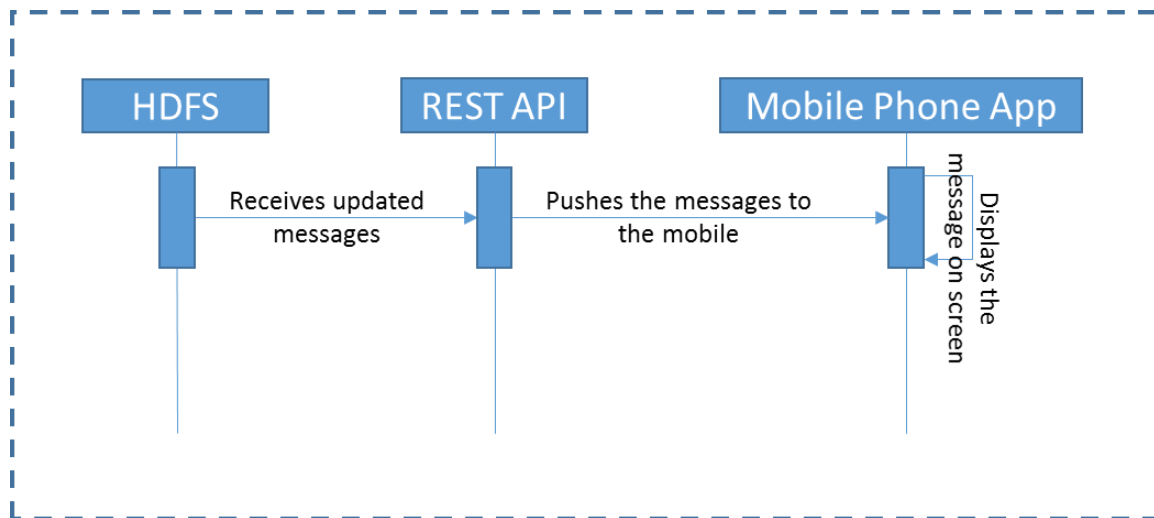 HDFS
REST API
Mobile Phone App
Receives updated
messages
Pushes the messages to
the mobile
Displays the
message on screen